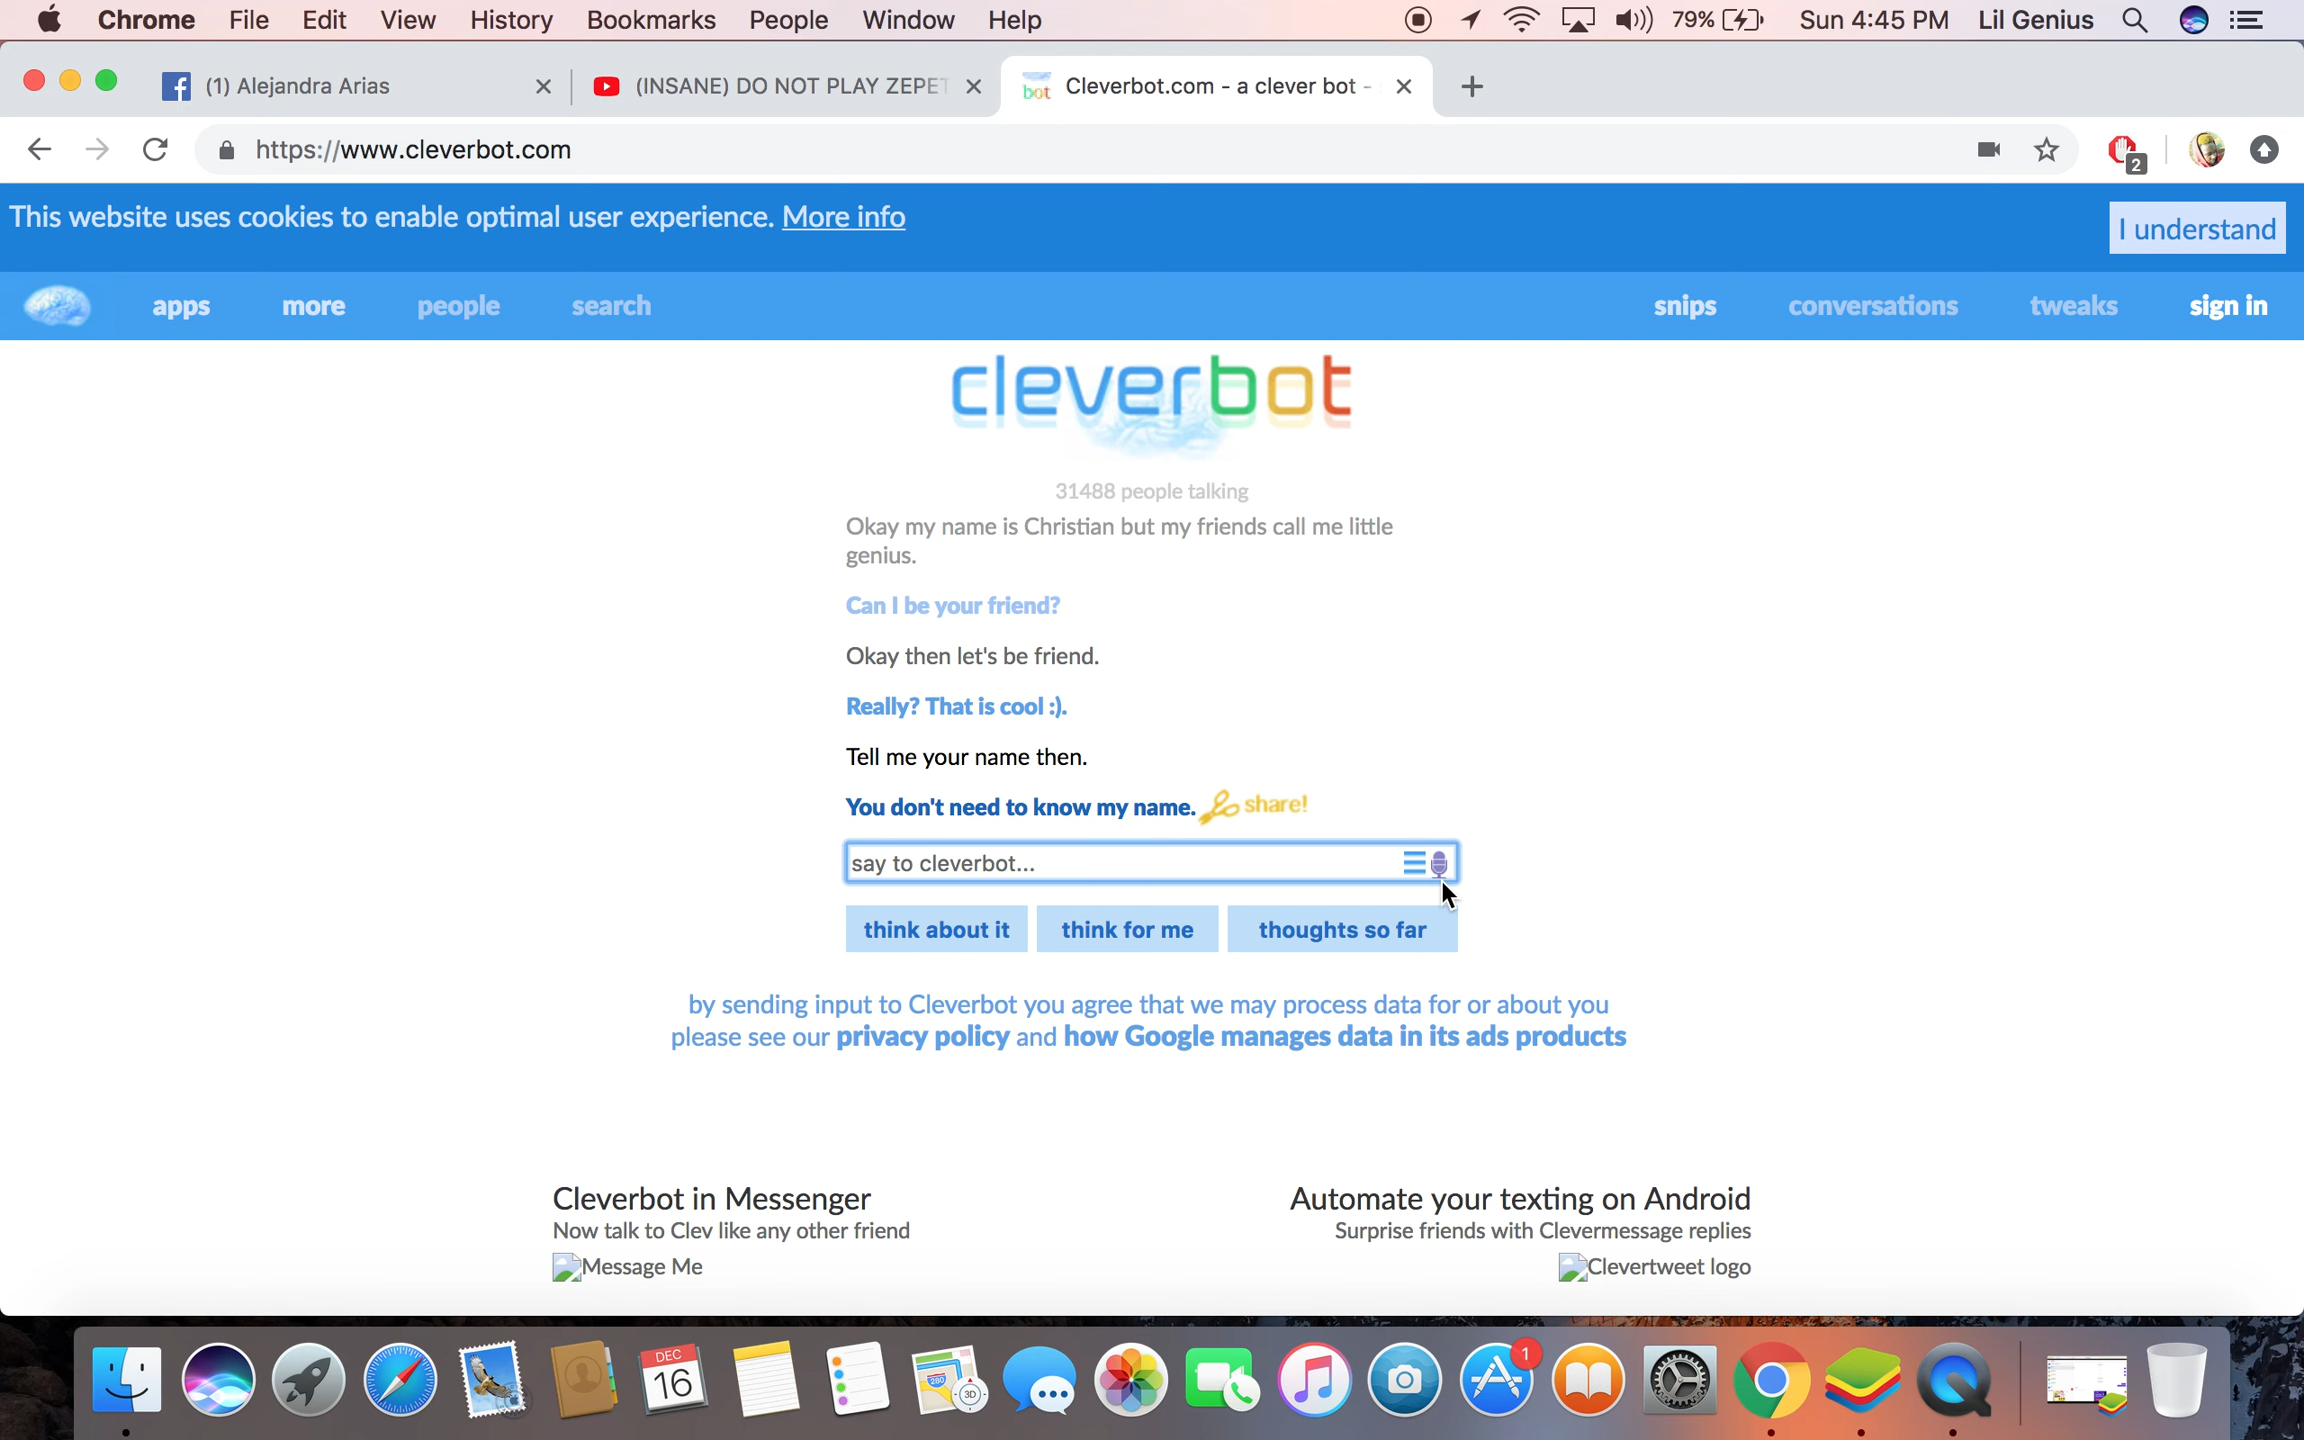 Chrome File Edit View History Bookmarks People Window Help 79% Sun 4:45 PM Lil Genius
(1) Alejandra Arias (INSANE) DO NOT PLAY ZEPET Cleverbot.com - a clever bot -
https://www.cleverbot.com 2
This website uses cookies to enable optimal user experience. More info I understand
apps more people search snips conversations tweaks sign in
cleverbot
31488 people talking
Okay my name is Christian but my friends call me little
genius.
Can I be your friend?
Okay then let's be friend.
Really? That is cool :).
Tell me your name then.
You don't need to know my name. share!
say to cleverbot...
think about it think for me thoughts so far
by sending input to Cleverbot you agree that we may process data for or about you
please see our privacy policy and how Google manages data in its ads products
Cleverbot in Messenger Automate your texting on Android
Now talk to Clev like any other friend Surprise friends with Clevermessage replies
Message Me Clevertweet logo
DEC
16
280
3D
1